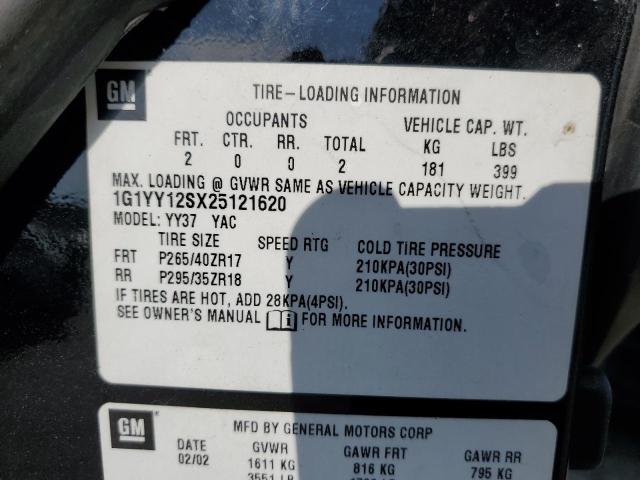 GM
TIRE-LOADING INFORMATION
OCCUPANTS VEHICLE CAP. WT.
FRT. CTR. RR. TOTAL KG LBS
2 0 0 2 181 399
MAX. LOADING @ GVWR SAME AS VEHICLE CAPACITY WEIGHT.
1G1YY12SX25121620
MODEL: YY37 YAC
TIRE SIZE SPEED RTG COLD TIRE PRESSURE
FRT P265/40ZR17 Y 210KPA(30PSI)
RR P295/35ZR18 Y 210KPA(30PSI)
IF TIRES ARE HOT, ADD 28KPA(4PSI).
SEE OWNER'S MANUAL FOR MORE INFORMATION.
GM
MFD BY GENERAL MOTORS CORP
DATE GVWR GAWR FRT GAWR RR
02/02 1611 KG 816 KG 795 KG
3551 LB